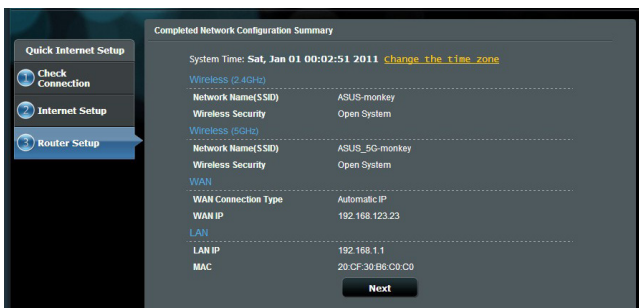 Completed Network Configuration Summary
Quick Internet Setup
1 Check Connection
2 Internet Setup
3 Router Setup
System Time: Sat, Jan 01 00:02:51 2011 Change the time zone
Wireless (2.4GHz)
Network Name(SSID) ASUS-monkey
Wireless Security Open System
Wireless (5GHz)
Network Name(SSID) ASUS_5G-monkey
Wireless Security Open System
WAN
WAN Connection Type Automatic IP
WAN IP 192.168.123.23
LAN
LAN IP 192.168.1.1
MAC 20:CF:30:B6:C0:C0
Next